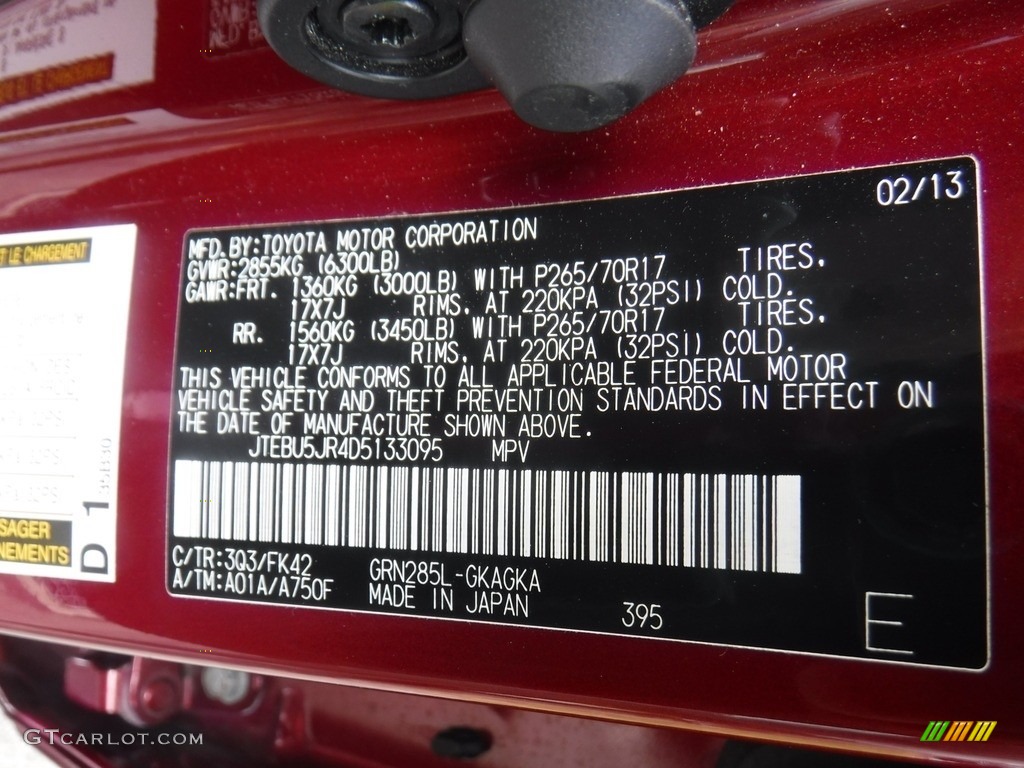 02/13
MFD. BY: TOYOTA MOTOR CORPORATION
GVWR: 2855KG (6300LB)
GAWR: FRT. 1360KG (3000LB) WITH P265/70R17 TIRES,
17X7J RIMS, AT 220KPA (32PSI) COLD.
RR. 1560KG (3450LB) WITH P265/70R17 TIRES,
17X7J RIMS, AT 220KPA (32PSI) COLD.
THIS VEHICLE CONFORMS TO ALL APPLICABLE FEDERAL MOTOR
VEHICLE SAFETY AND THEFT PREVENTION STANDARDS IN EFFECT ON
THE DATE OF MANUFACTURE SHOWN ABOVE.
JTEBU5JR4D5133095 MPV
C/TR: 3Q3/FK42 GRN285L-GKAGKA
A/TM: A01A/A750F MADE IN JAPAN 395
E
ET LE CHARGEMENT
D 1 35B30
SAGER
NEMENTS
GTCARLOT.COM